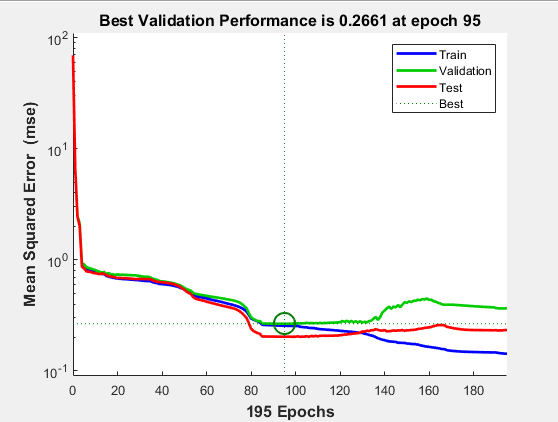 Best Validation Performance is 0.2661 at epoch 95
Train
Validation
Test
Best
Mean Squared Error (mse)
10^2
10^1
10^0
10^-1
0 20 40 60 80 100 120 140 160 180
195 Epochs